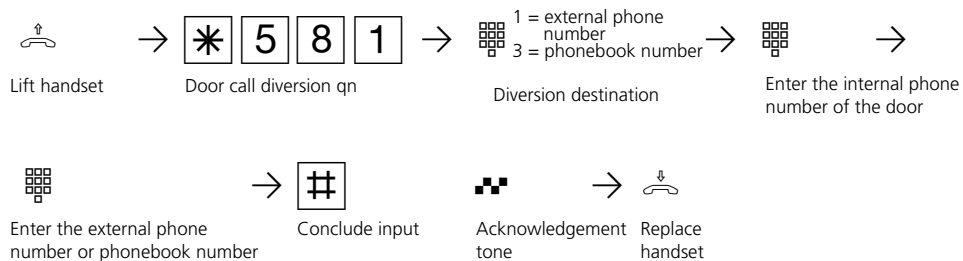 1 = external phone
number
3 = phonebook number
* 5 8 1
Lift handset
Door call diversion qn
Diversion destination
Enter the internal phone
number of the door
#
Enter the external phone
number or phonebook number
Conclude input
Acknowledgement
tone
Replace
handset